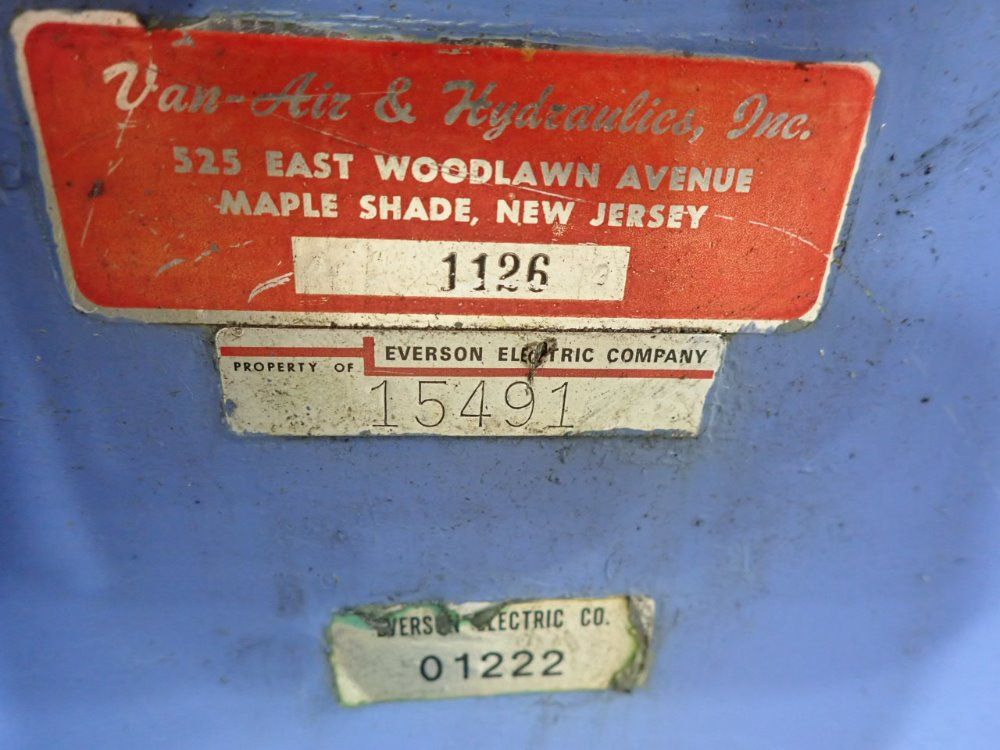 Van-Air & Hydraulics, Inc.
525 EAST WOODLAWN AVENUE
MAPLE SHADE, NEW JERSEY
1126
PROPERTY OF EVERSON ELECTRIC COMPANY
15491
EVERSON ELECTRIC CO.
01222